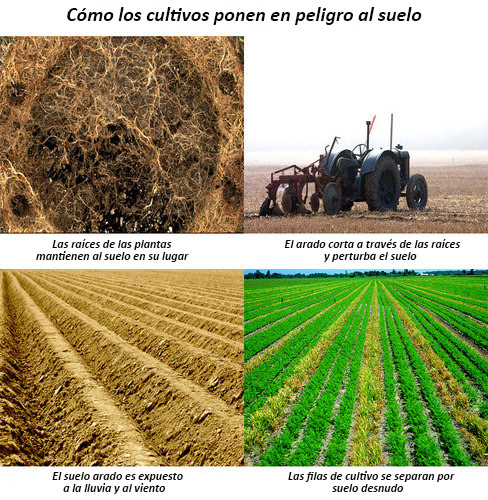 Cómo los cultivos ponen en peligro al suelo
Las raíces de las plantas
mantienen al suelo en su lugar
El arado corta a través de las raíces
y perturba el suelo
El suelo arado es expuesto
a la lluvia y al viento
Las filas de cultivo se separan por
suelo desnudo